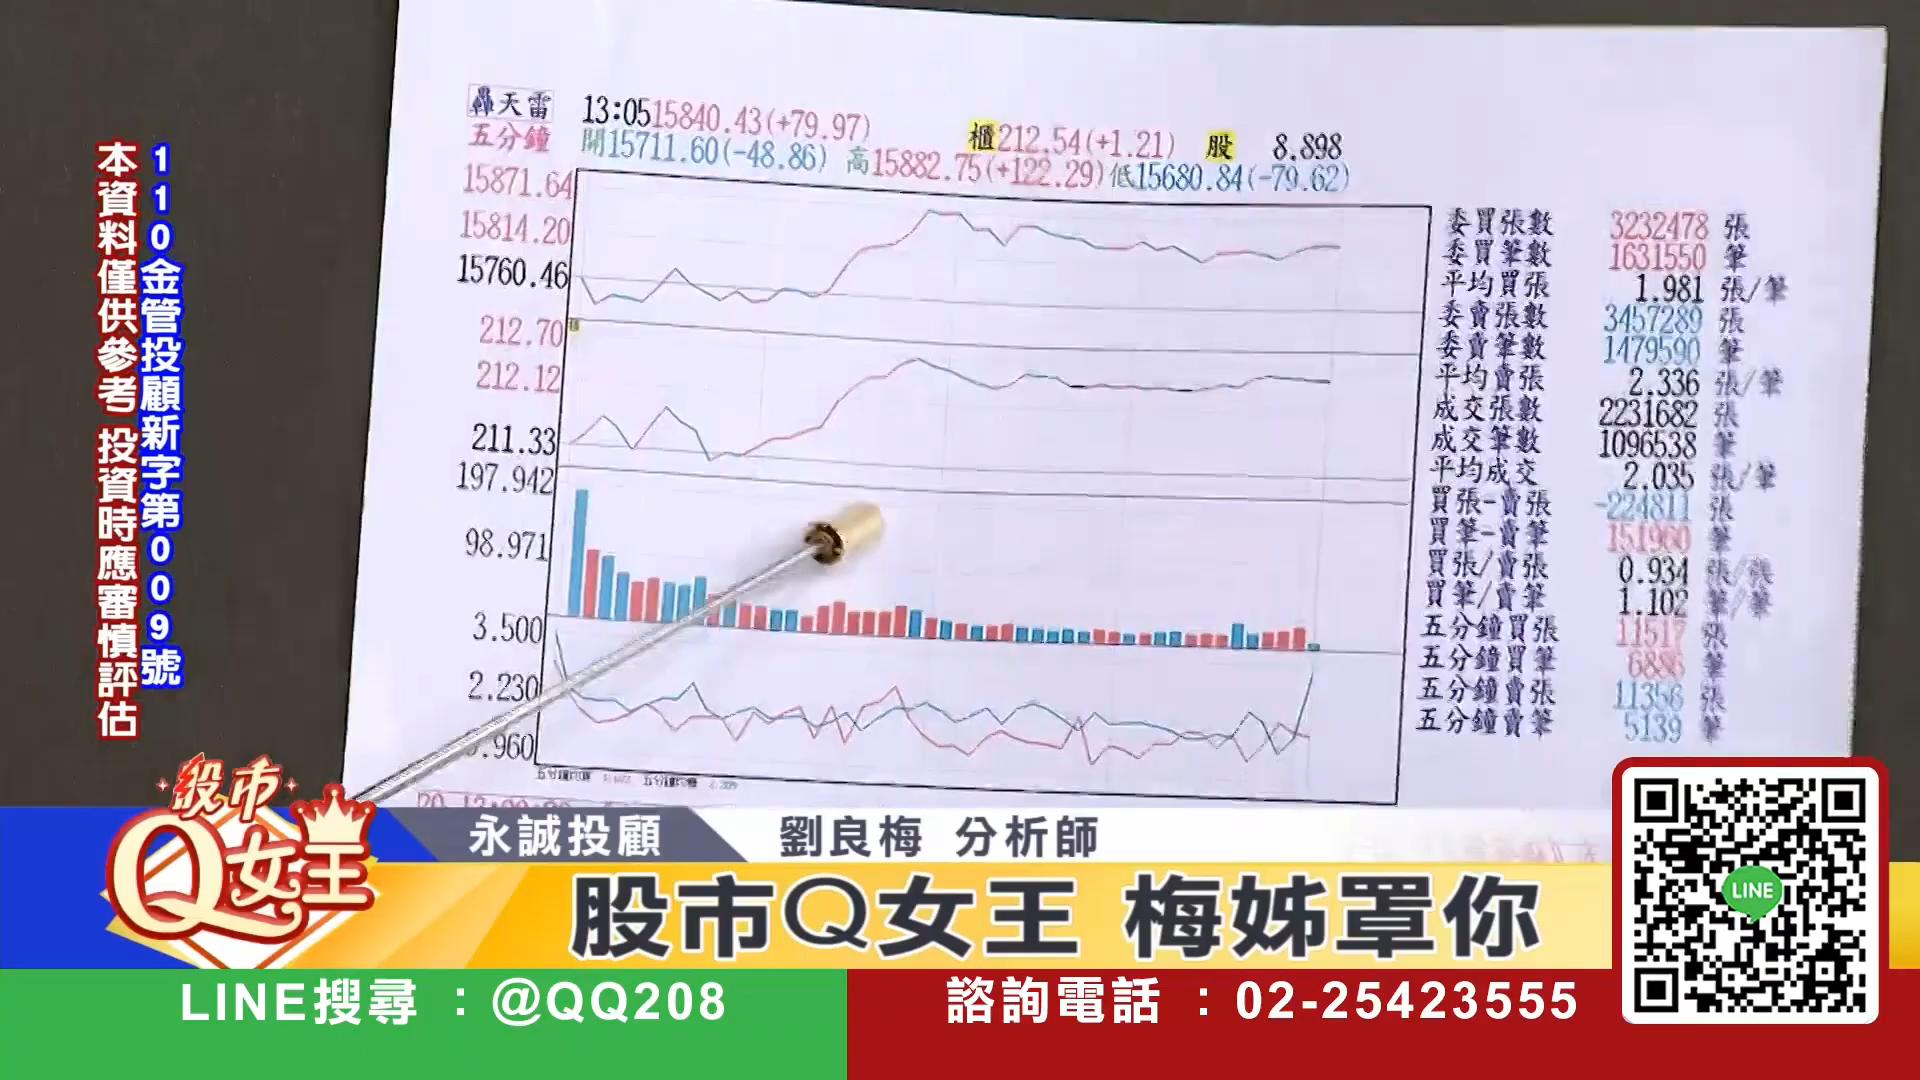 本資料僅供參考 投資時應審慎評估
110金管投顧新字第009號
轟天雷 13:05 15840.43(+79.97) 櫃212.54(+1.21) 股 8.898
五分鐘 開15711.60(-48.86) 高15882.75(+122.29) 低15680.84(-79.62)
15871.64
15814.20
15760.46
212.70
212.12
211.33
197.942
98.971
3.500
2.230
.960
委買張數 3232478 張
委買筆數 1631550 筆
平均買張 1.981 張/筆
委賣張數 3457289 張
委賣筆數 1479590 筆
平均賣張 2.336 張/筆
成交張數 2231682 張
成交筆數 1096538 筆
平均成交 2.035 張/筆
買張-賣張 -224811 張
買筆-賣筆 151960 筆
買張/賣張 0.934 張/張
買筆/賣筆 1.102 筆/筆
五分鐘買張 11517 張
五分鐘買筆 6886 筆
五分鐘賣張 11356 張
五分鐘賣筆 5139 筆
股市
Q女王
永誠投顧 劉良梅 分析師
股市Q女王 梅姊罩你
LINE
LINE搜尋 : @QQ208
諮詢電話 : 02-25423555